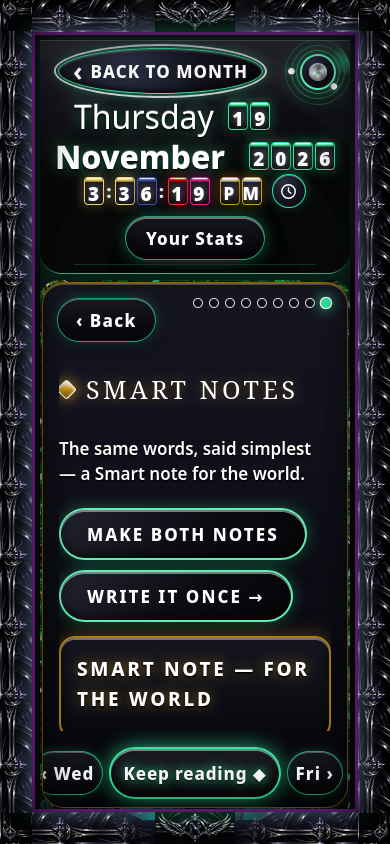 ‹ BACK TO MONTH
Thursday 19
November 2026
3:36:19 PM
Your Stats
‹ Back
SMART NOTES
The same words, said simplest
— a Smart note for the world.
MAKE BOTH NOTES
WRITE IT ONCE →
SMART NOTE — FOR
THE WORLD
‹ Wed
Keep reading ◆
Fri ›